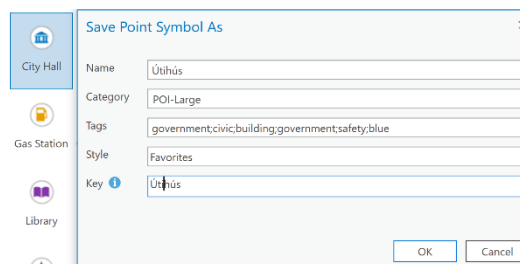 Save Point Symbol As
City Hall
Name Útihús
Category POI-Large
Tags government;civic;building;government;safety;blue
Gas Station
Style Favorites
Key Útihús
Library
OK Cancel